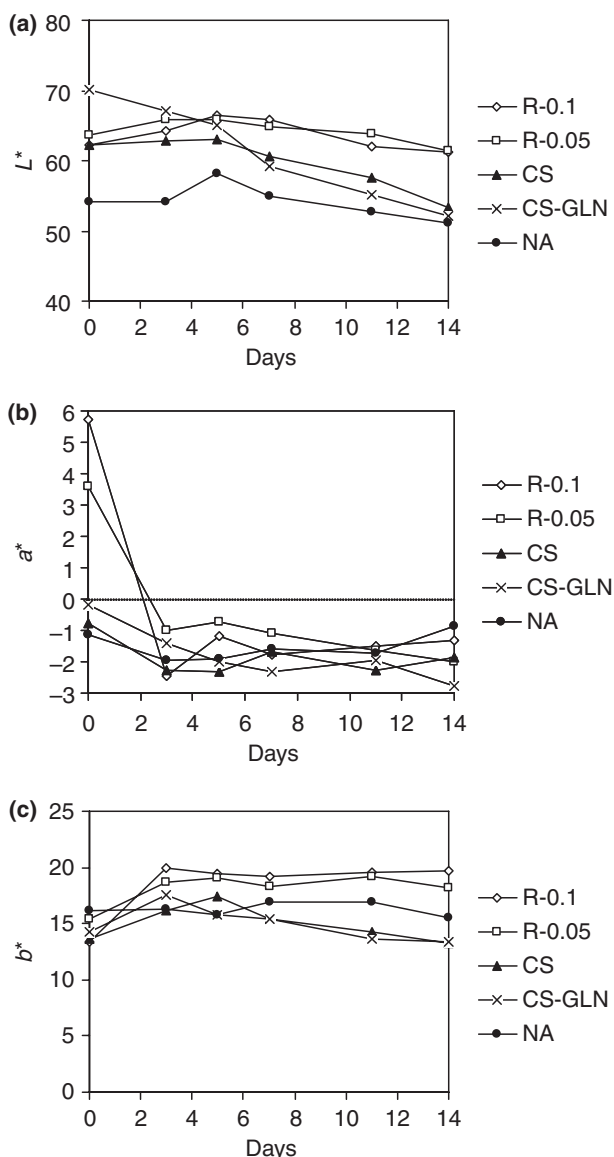 (a)
80
70
60
50
40
L*
0 2 4 6 8 10 12 14
Days
R-0.1
R-0.05
CS
CS-GLN
NA
(b)
6
5
4
3
2
1
0
–1
–2
–3
a*
0 2 4 6 8 10 12 14
Days
R-0.1
R-0.05
CS
CS-GLN
NA
(c)
25
20
15
10
5
0
b*
0 2 4 6 8 10 12 14
Days
R-0.1
R-0.05
CS
CS-GLN
NA